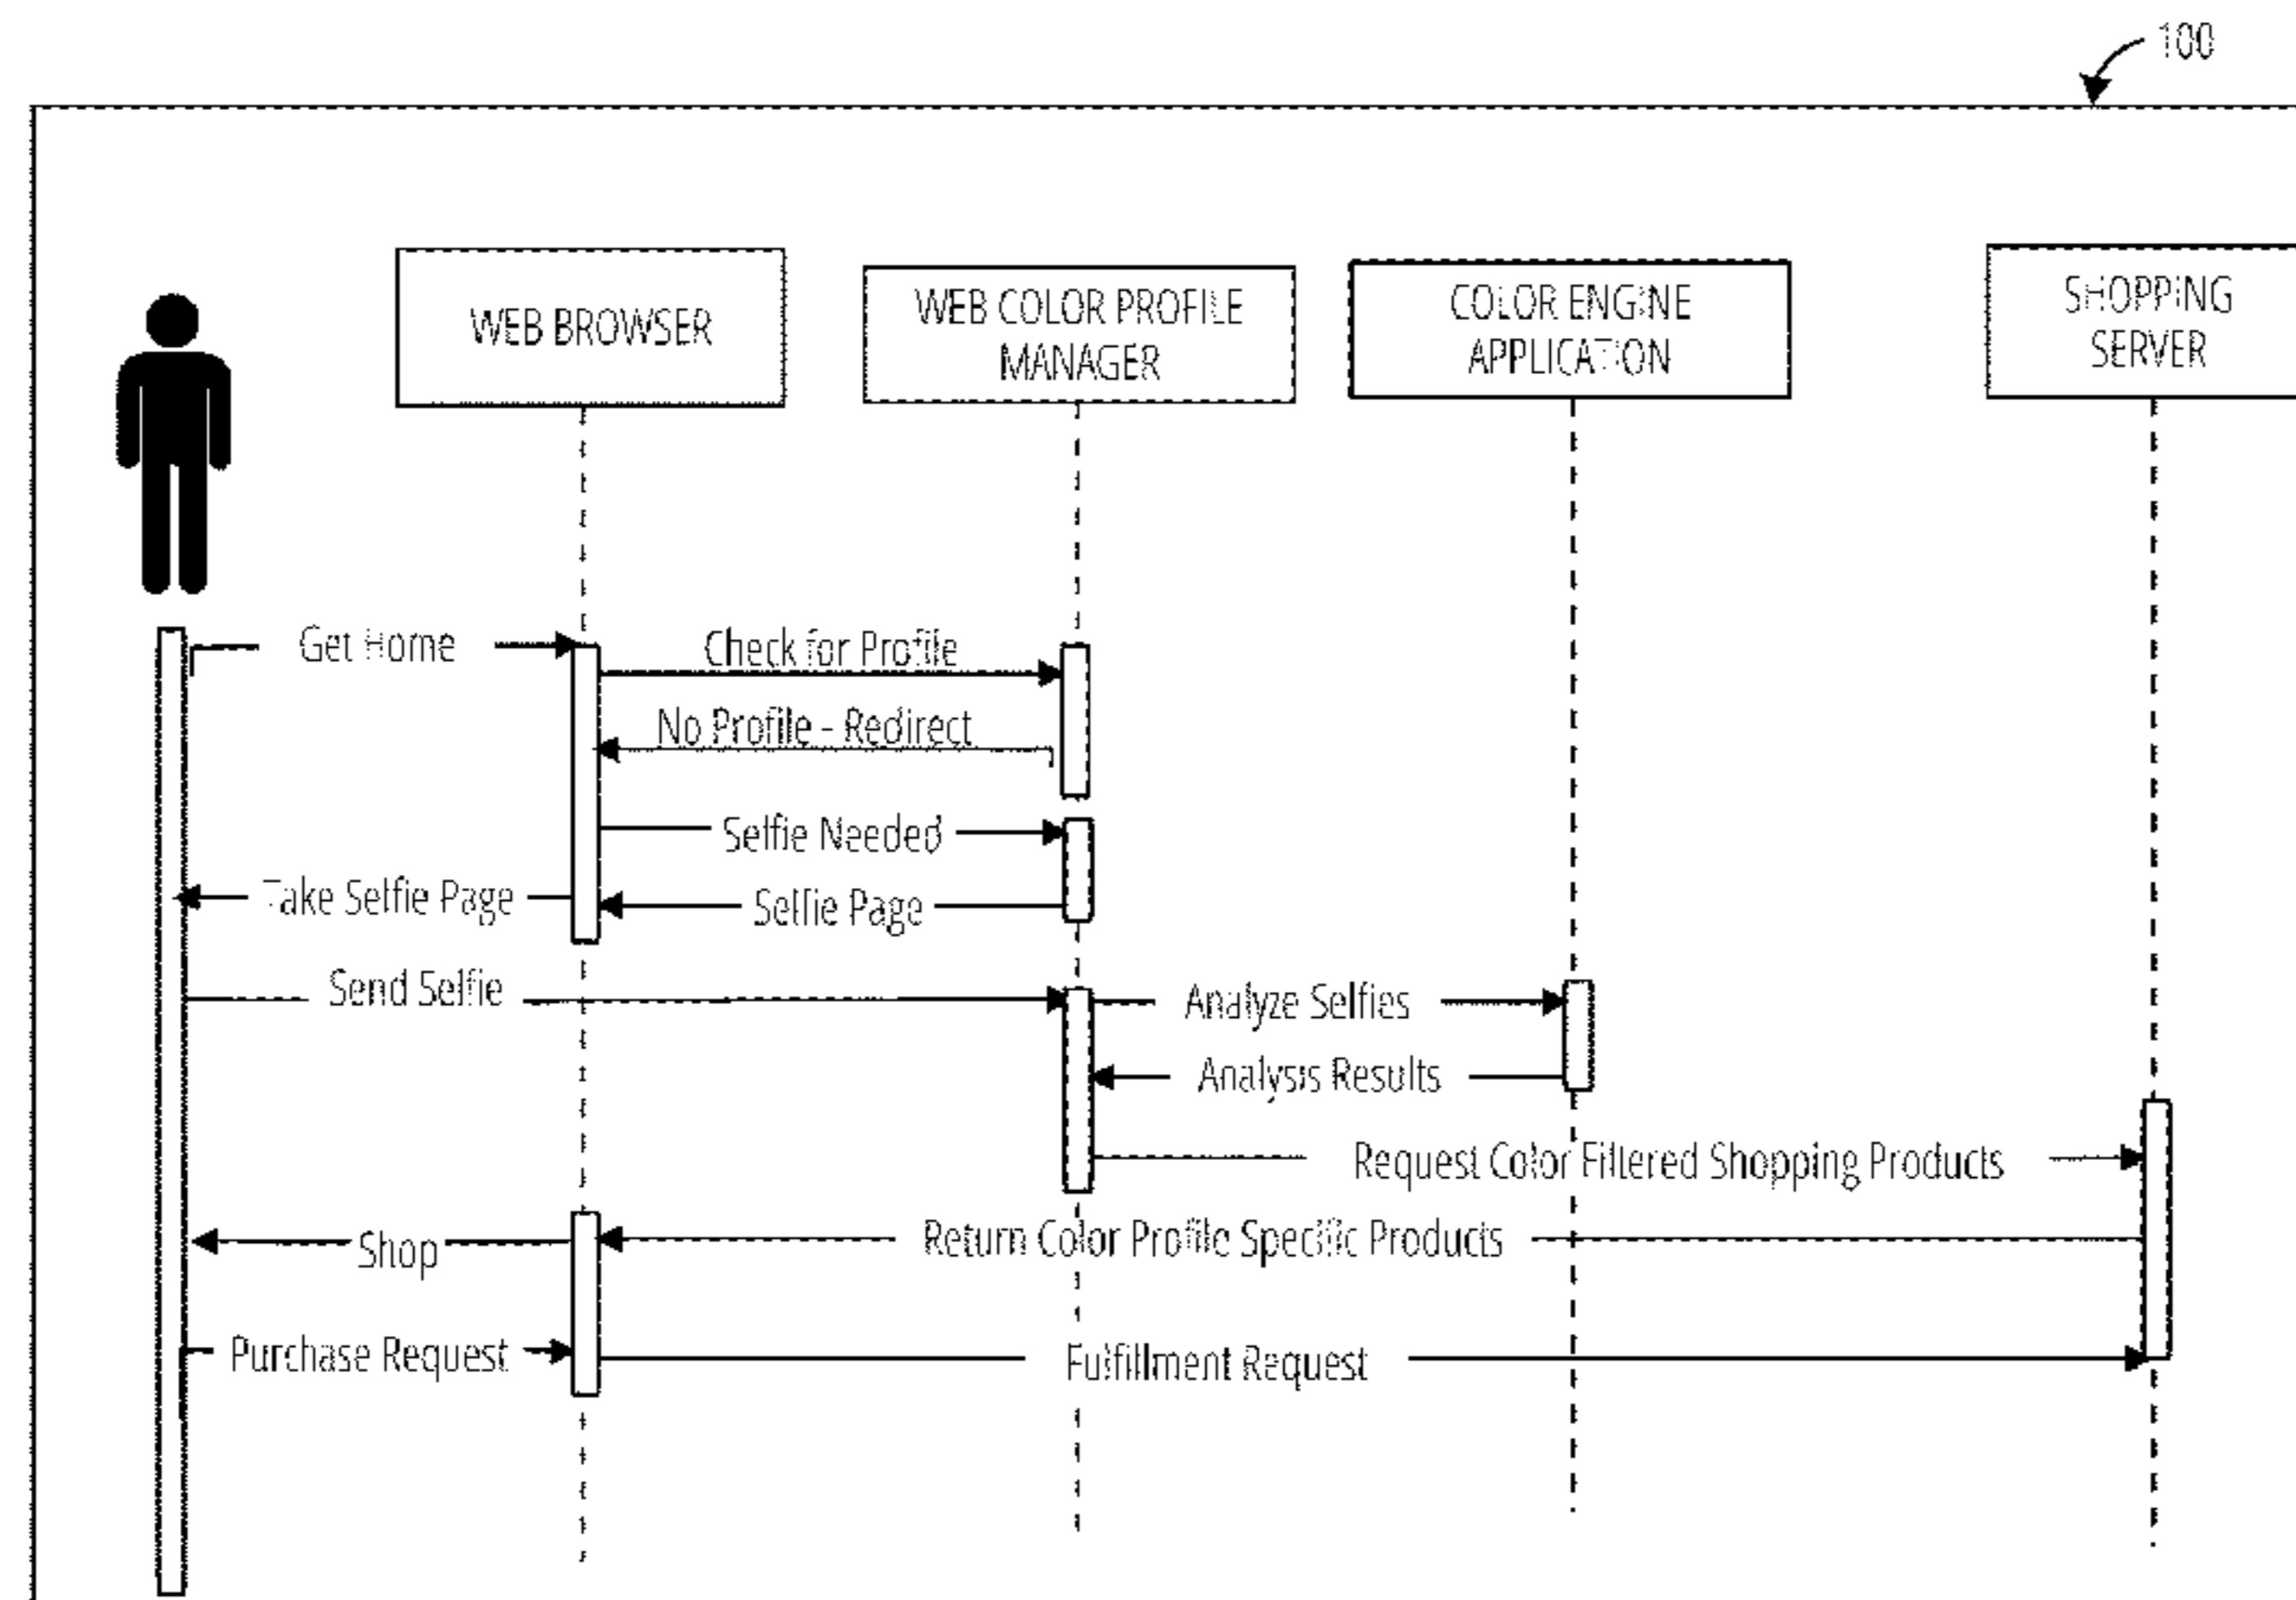 100
WEB BROWSER
WEB COLOR PROFILE
MANAGER
COLOR ENGINE
APPLICATION
SHOPPING
SERVER
Get Home
Check for Profile
No Profile - Redirect
Selfie Needed
Take Selfie Page
Selfie Page
Send Selfie
Analyze Selfies
Analysis Results
Request Color Filtered Shopping Products
Return Color Profile Specific Products
Shop
Purchase Request
Fulfillment Request